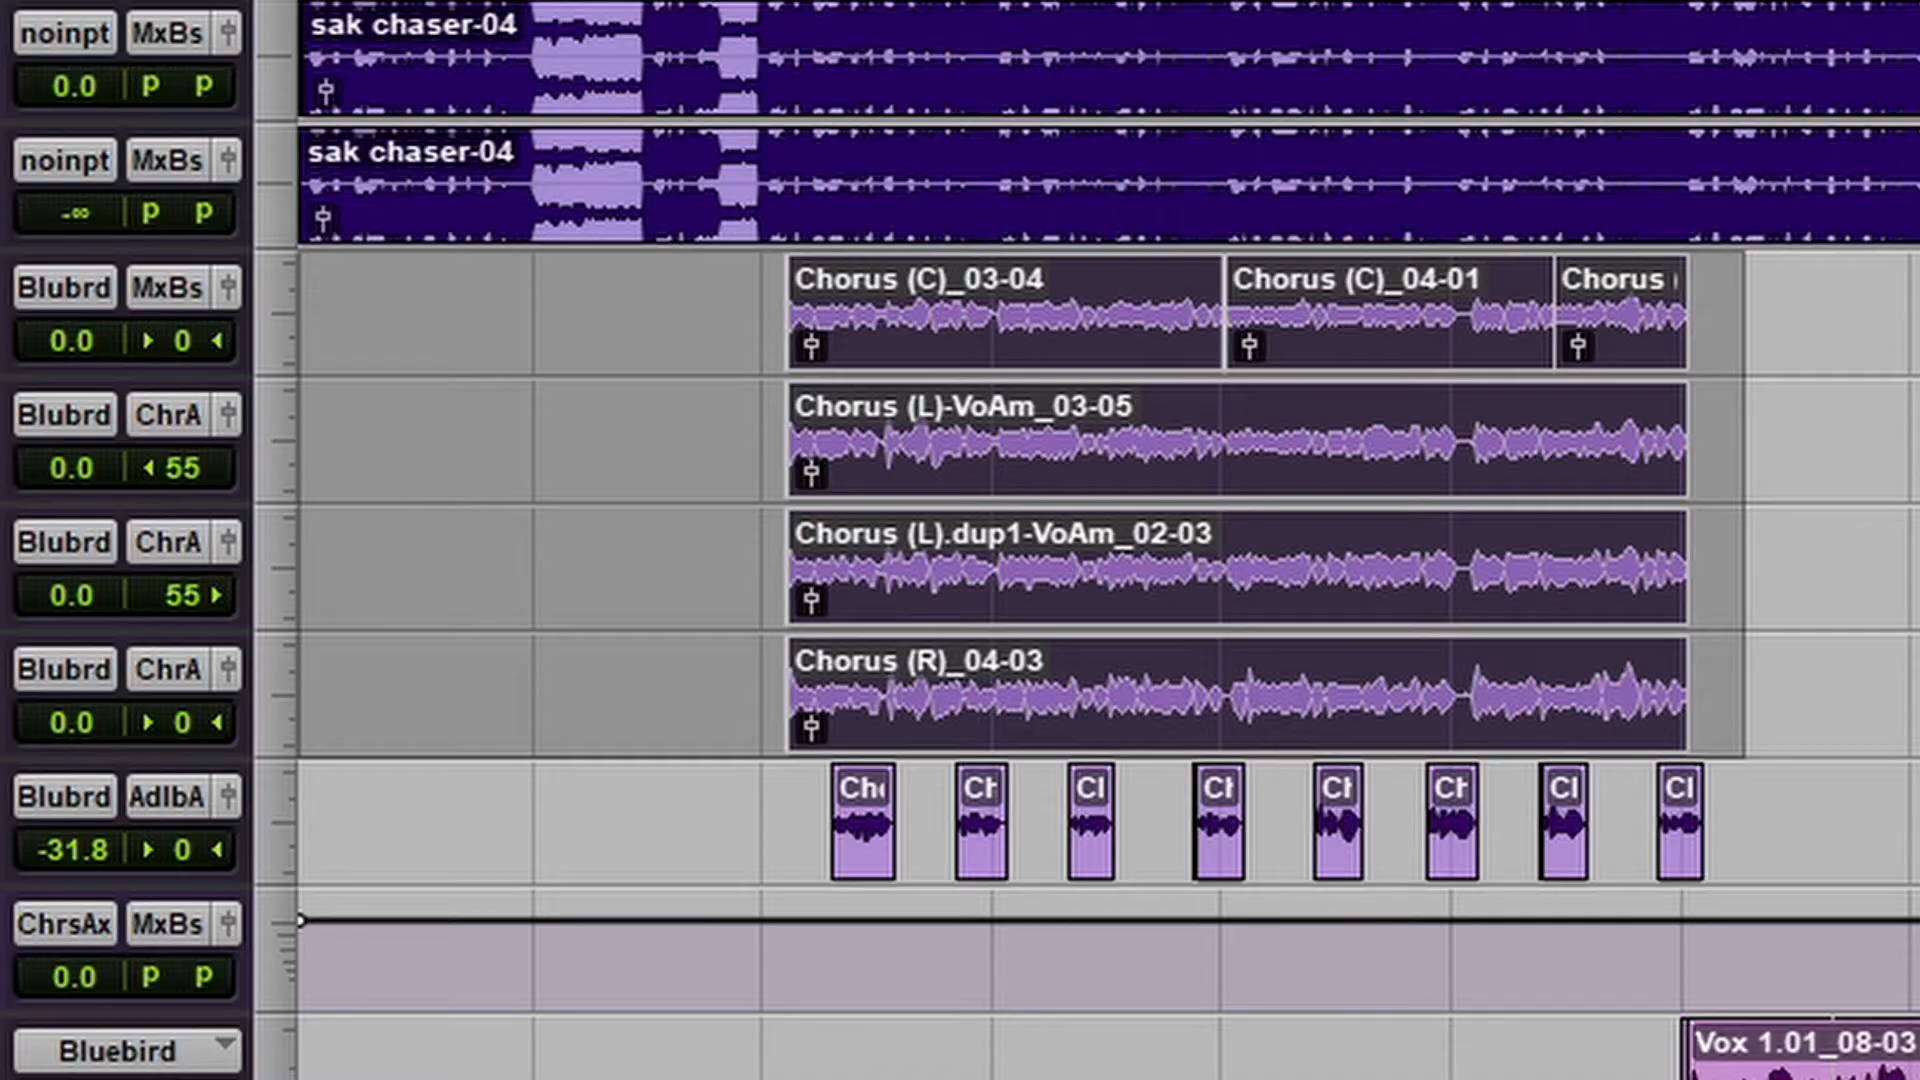 noinpt MxBs sak chaser-04
0.0 p p
noinpt MxBs sak chaser-04
-∞ p p
Blubrd MxBs Chorus (C)_03-04 Chorus (C)_04-01 Chorus (
0.0 0
Blubrd ChrA Chorus (L)-VoAm_03-05
0.0 55
Blubrd ChrA Chorus (L).dup1-VoAm_02-03
0.0 55
Blubrd ChrA Chorus (R)_04-03
0.0 0
Blubrd AdlbA Ch Ch Cl Ch Ch Ch Cl Cl
-31.8 0
ChrsAx MxBs
0.0 p p
Bluebird Vox 1.01_08-03